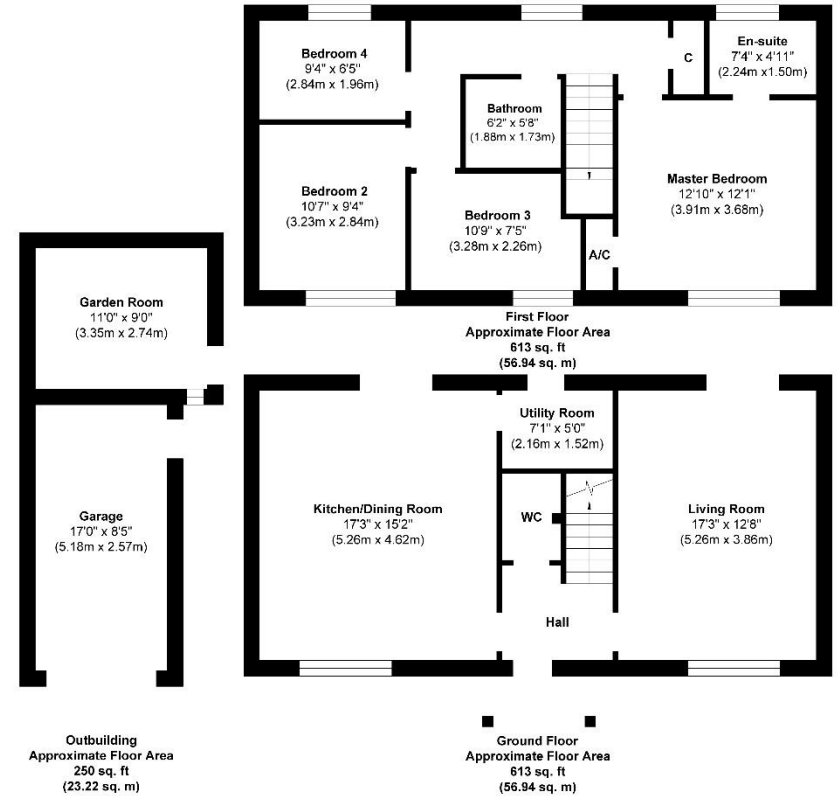 Bedroom 4
9'4" x 6'5"
(2.84m x 1.96m)
Bathroom
6'2" x 5'8"
(1.88m x 1.73m)
C
En-suite
7'4" x 4'11"
(2.24m x1.50m)
Bedroom 2
10'7" x 9'4"
(3.23m x 2.84m)
Bedroom 3
10'9" x 7'5"
(3.28m x 2.26m)
A/C
Master Bedroom
12'10" x 12'1"
(3.91m x 3.68m)
First Floor
Approximate Floor Area
613 sq. ft
(56.94 sq. m)
Garden Room
11'0" x 9'0"
(3.35m x 2.74m)
Garage
17'0" x 8'5"
(5.18m x 2.57m)
Kitchen/Dining Room
17'3" x 15'2"
(5.26m x 4.62m)
Utility Room
7'1" x 5'0"
(2.16m x 1.52m)
WC
Hall
Living Room
17'3" x 12'8"
(5.26m x 3.86m)
Outbuilding
Approximate Floor Area
250 sq. ft
(23.22 sq. m)
Ground Floor
Approximate Floor Area
613 sq. ft
(56.94 sq. m)